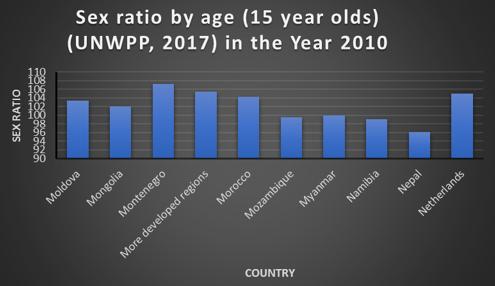 Sex ratio by age (15 year olds)
(UNWPP, 2017) in the Year 2010
SEX RATIO
110
108
106
104
102
100
98
96
94
92
90
Moldova
Mongolia
Montenegro
More developed regions
Morocco
Mozambique
Myanmar
Namibia
Nepal
Netherlands
COUNTRY